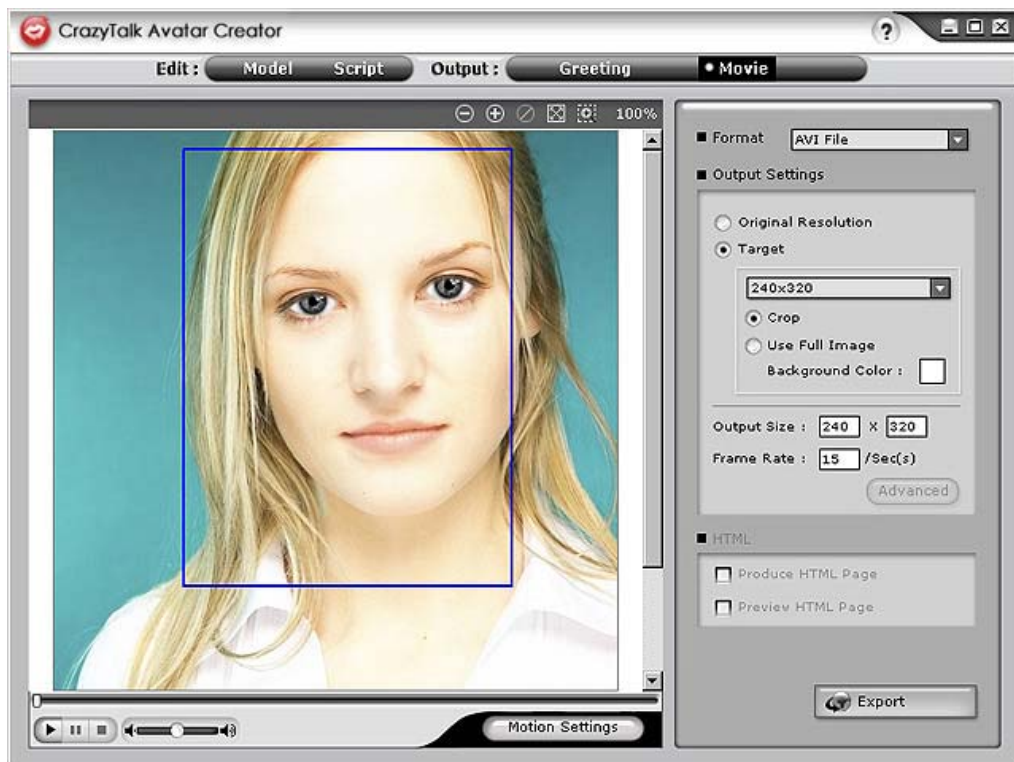 CrazyTalk Avatar Creator
?
Edit : Model Script Output : Greeting Movie
100%
Format AVI File
Output Settings
Original Resolution
Target
240x320
Crop
Use Full Image
Background Color :
Output Size : 240 X 320
Frame Rate : 15 /Sec(s)
Advanced
HTML
Produce HTML Page
Preview HTML Page
Export
Motion Settings